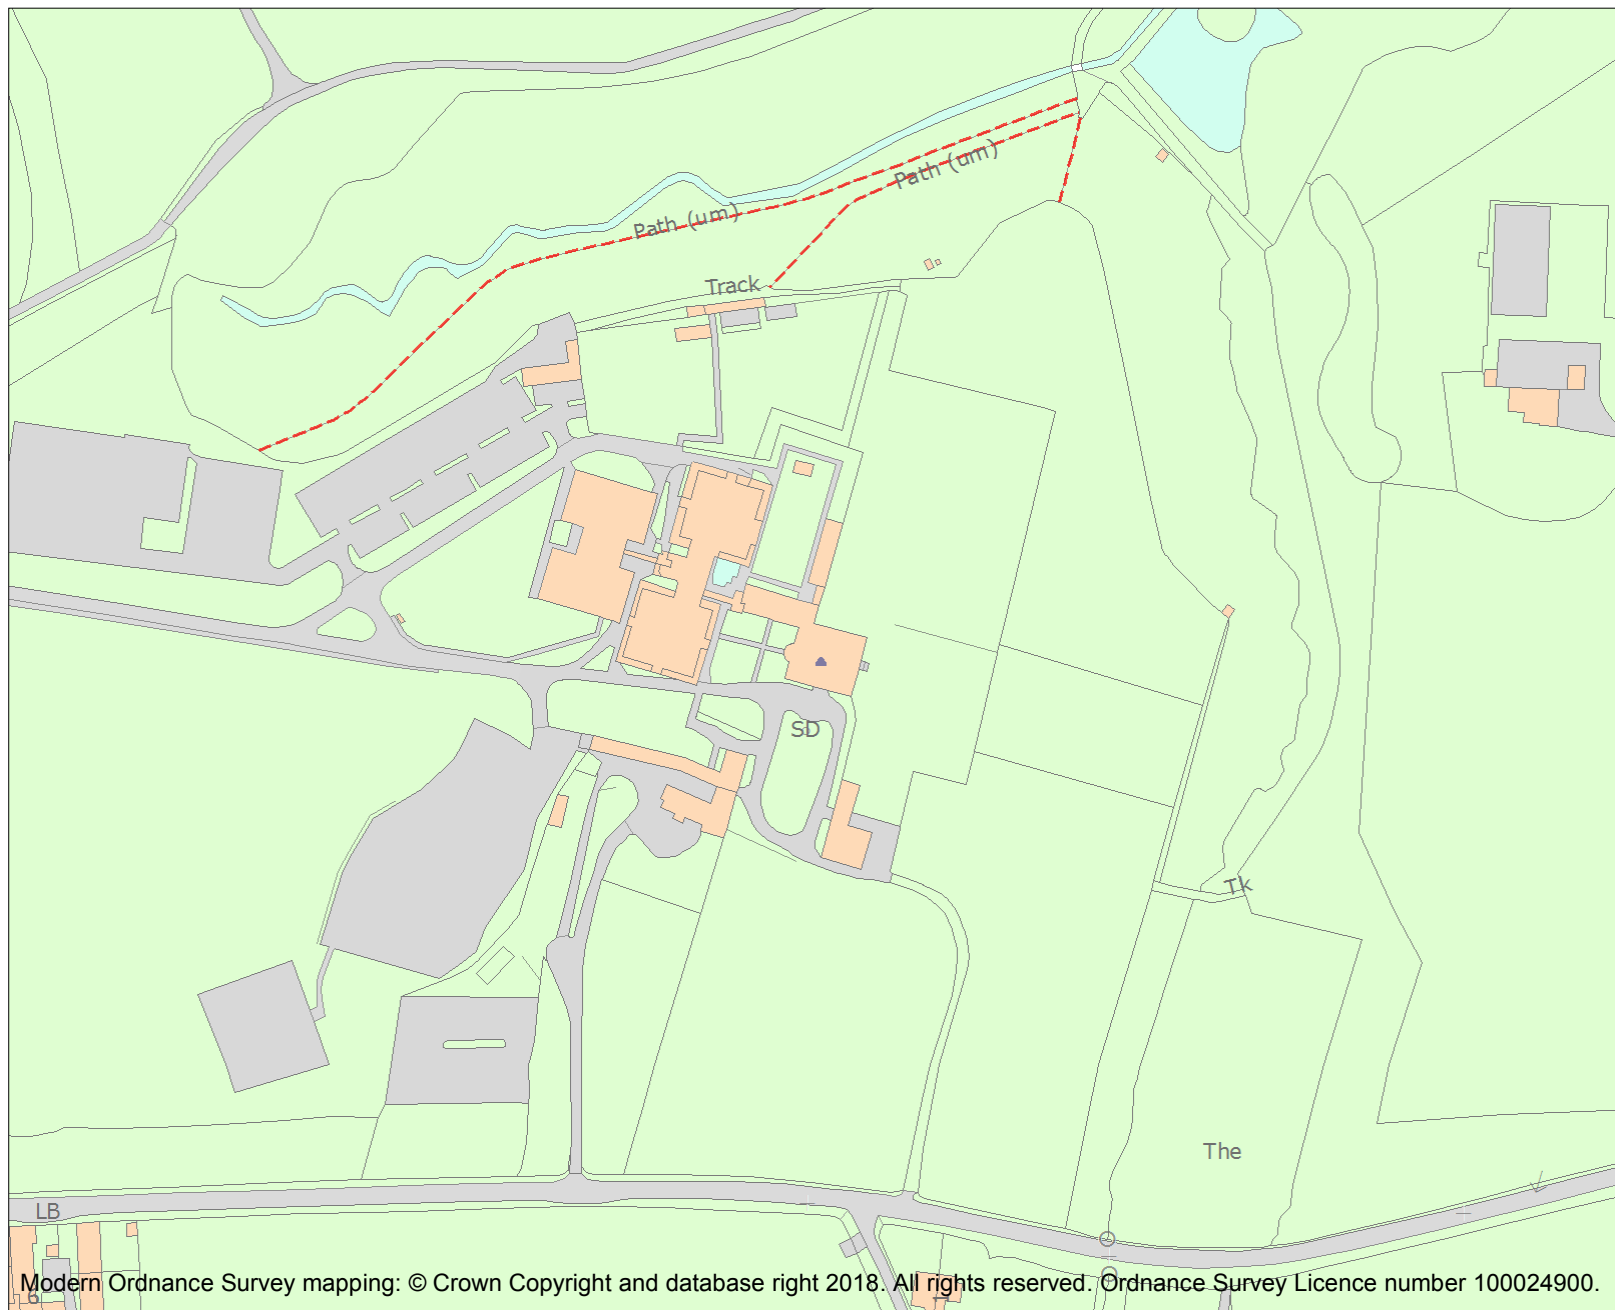 Path (um)
Path (um)
Track
SD
Tk
The
LB
Modern Ordnance Survey mapping: © Crown Copyright and database right 2018. All rights reserved. Ordnance Survey Licence number 100024900.